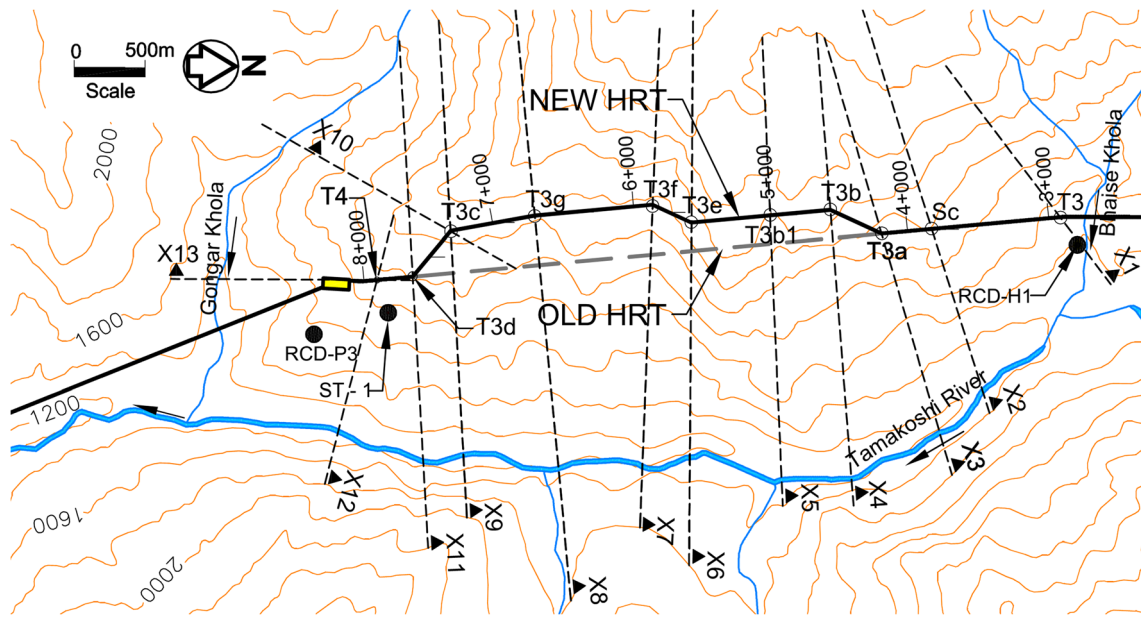 0 500m
Scale
N
2000
X10
NEW HRT
Gongar Khola
X13
T4
8+000
T3c
7+000
T3g
6+000
T3f
T3e
5+000
T3b1
T3b
4+000
T3a
Sc
3+000
T3
Bhaise Khola
X1
RCD-H1
OLD HRT
T3d
RCD-P3
ST - 1
1600
1200
Tamakoshi River
X2
X3
X4
X5
X12
X9
X11
X7
X6
X8
1600
2000